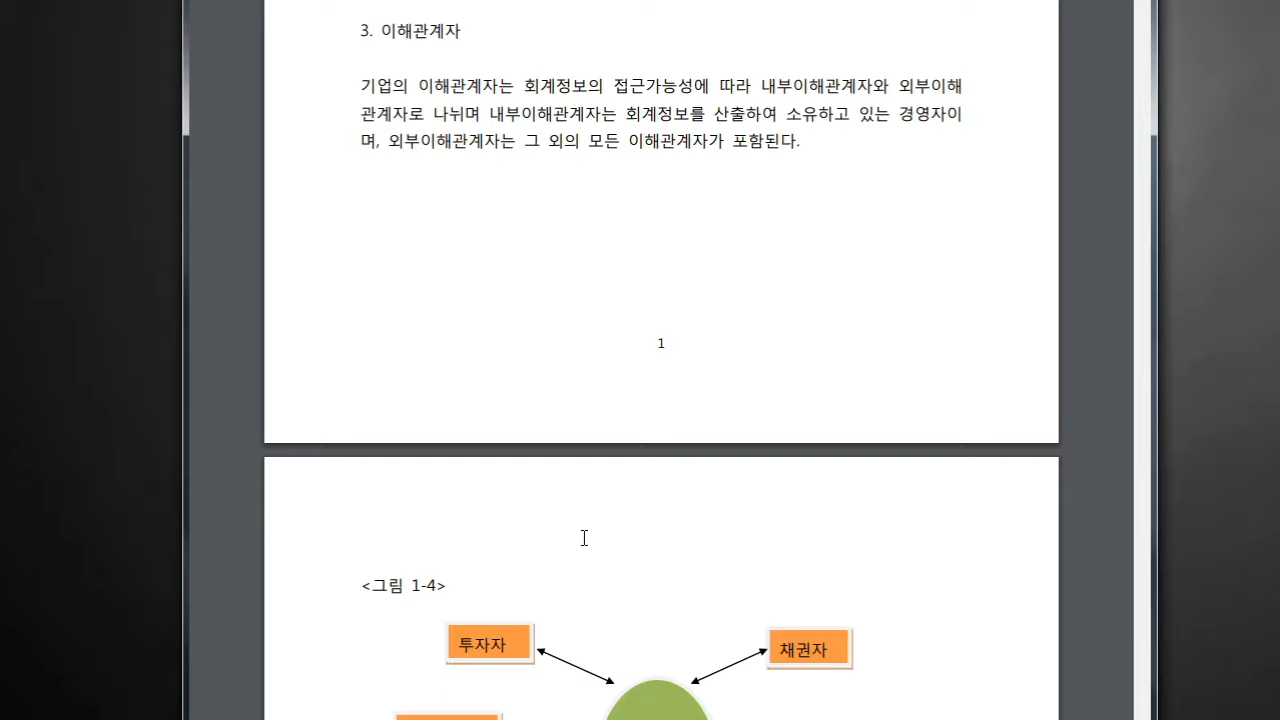 3. 이해관계자
기업의 이해관계자는 회계정보의 접근가능성에 따라 내부이해관계자와 외부이해
관계자로 나뉘며 내부이해관계자는 회계정보를 산출하여 소유하고 있는 경영자이
며, 외부이해관계자는 그 외의 모든 이해관계자가 포함된다.
1
<그림 1-4>
투자자
채권자